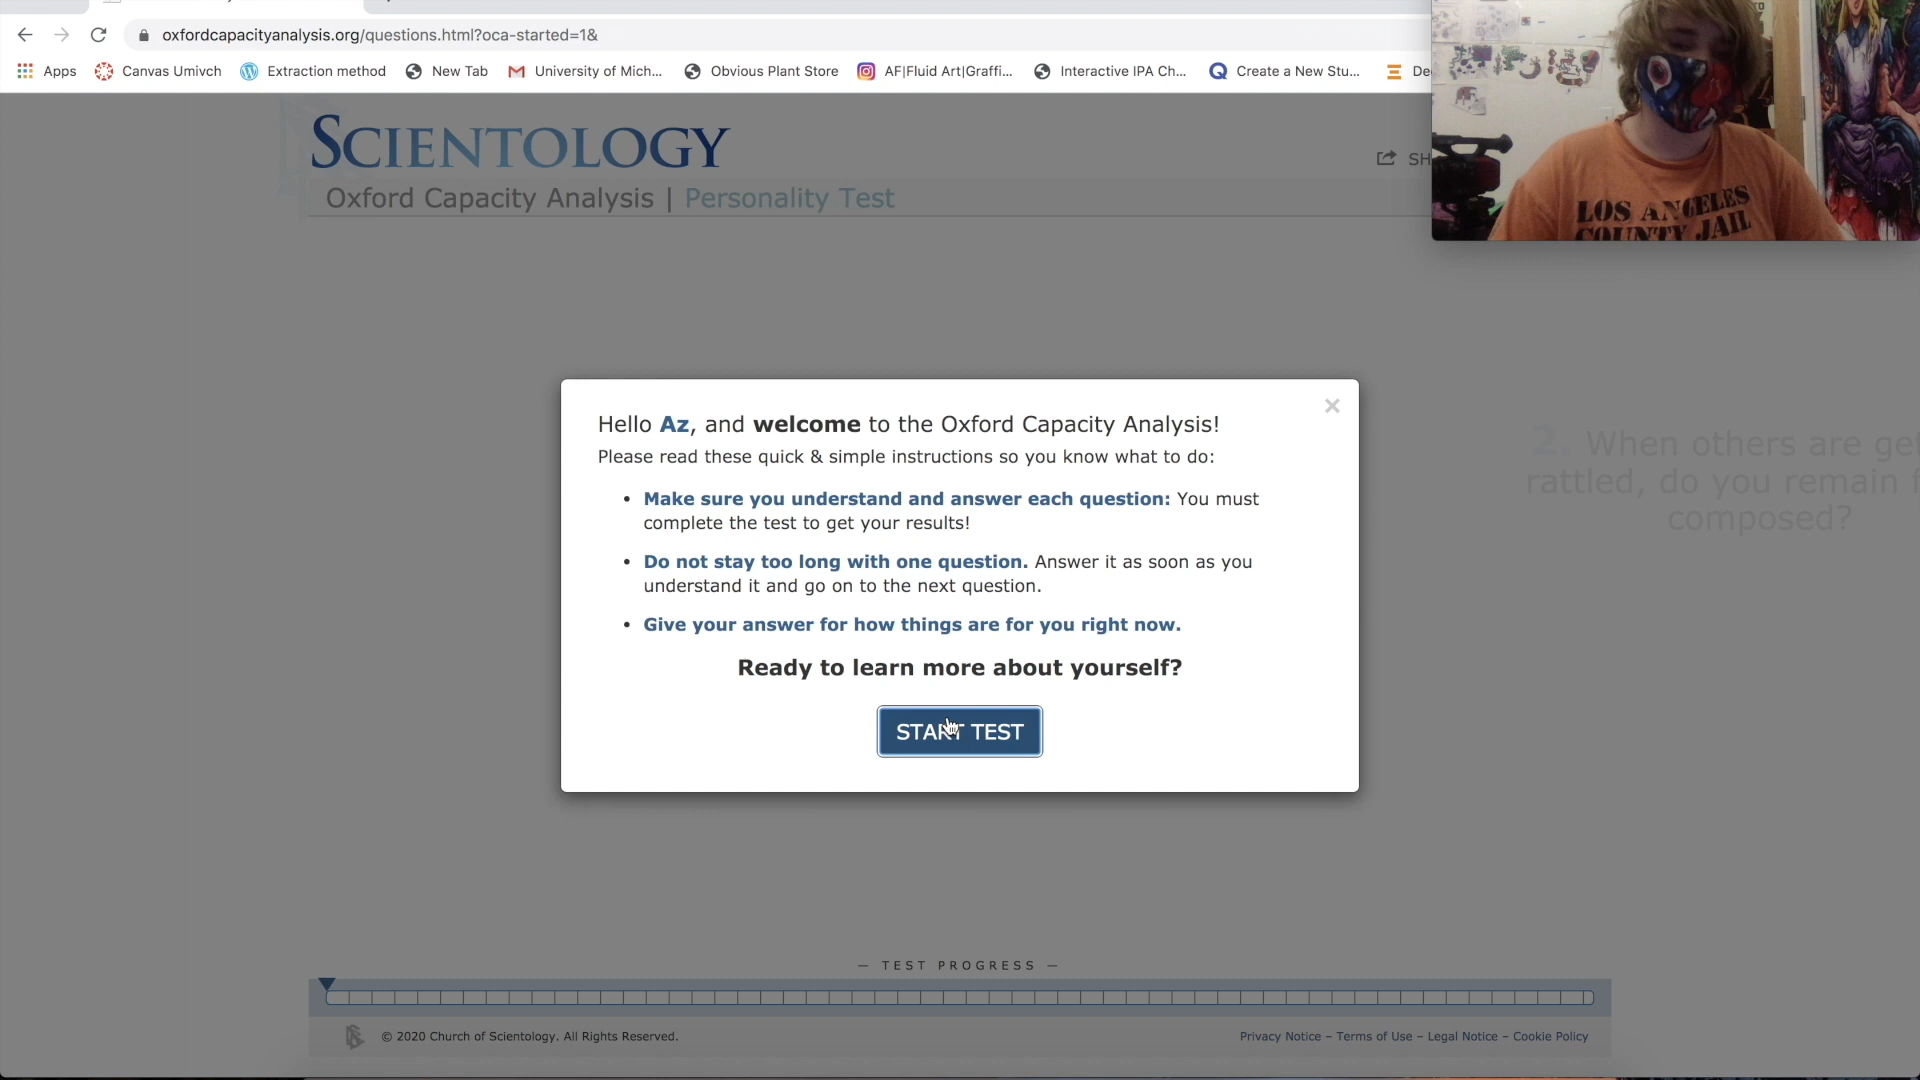 oxfordcapacityanalysis.org/questions.html?oca-started=1&
Apps Canvas Umivch Extraction method New Tab University of Mich... Obvious Plant Store AF|Fluid Art|Graffi... Interactive IPA Ch... Create a New Stu... De
SCIENTOLOGY
SH
Oxford Capacity Analysis | Personality Test
LOS ANGELES
COUNTY JAIL
Hello Az, and welcome to the Oxford Capacity Analysis!
Please read these quick & simple instructions so you know what to do:
• Make sure you understand and answer each question: You must
complete the test to get your results!
• Do not stay too long with one question. Answer it as soon as you
understand it and go on to the next question.
• Give your answer for how things are for you right now.
Ready to learn more about yourself?
START TEST
2. When others are get
rattled, do you remain f
composed?
— TEST PROGRESS —
© 2020 Church of Scientology. All Rights Reserved.
Privacy Notice – Terms of Use – Legal Notice – Cookie Policy